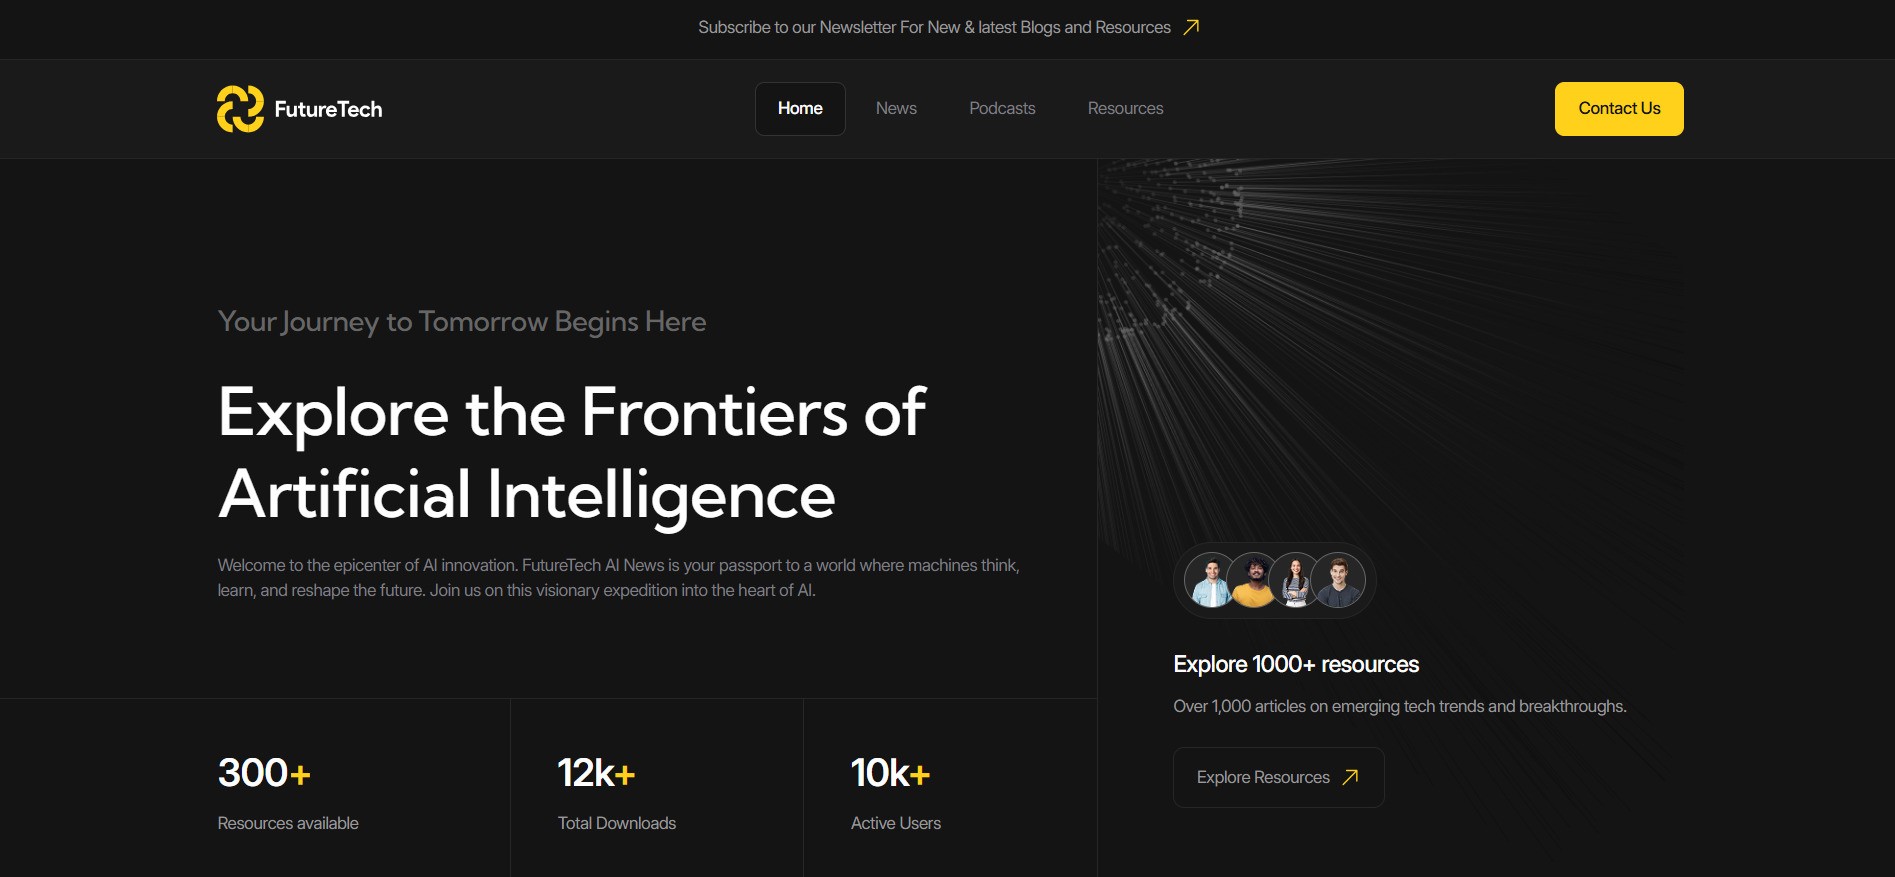 Subscribe to our Newsletter For New & latest Blogs and Resources
FutureTech
Home
News
Podcasts
Resources
Contact Us
Your Journey to Tomorrow Begins Here
Explore the Frontiers of
Artificial Intelligence
Welcome to the epicenter of AI innovation. FutureTech AI News is your passport to a world where machines think,
learn, and reshape the future. Join us on this visionary expedition into the heart of AI.
300+
Resources available
12k+
Total Downloads
10k+
Active Users
Explore 1000+ resources
Over 1,000 articles on emerging tech trends and breakthroughs.
Explore Resources